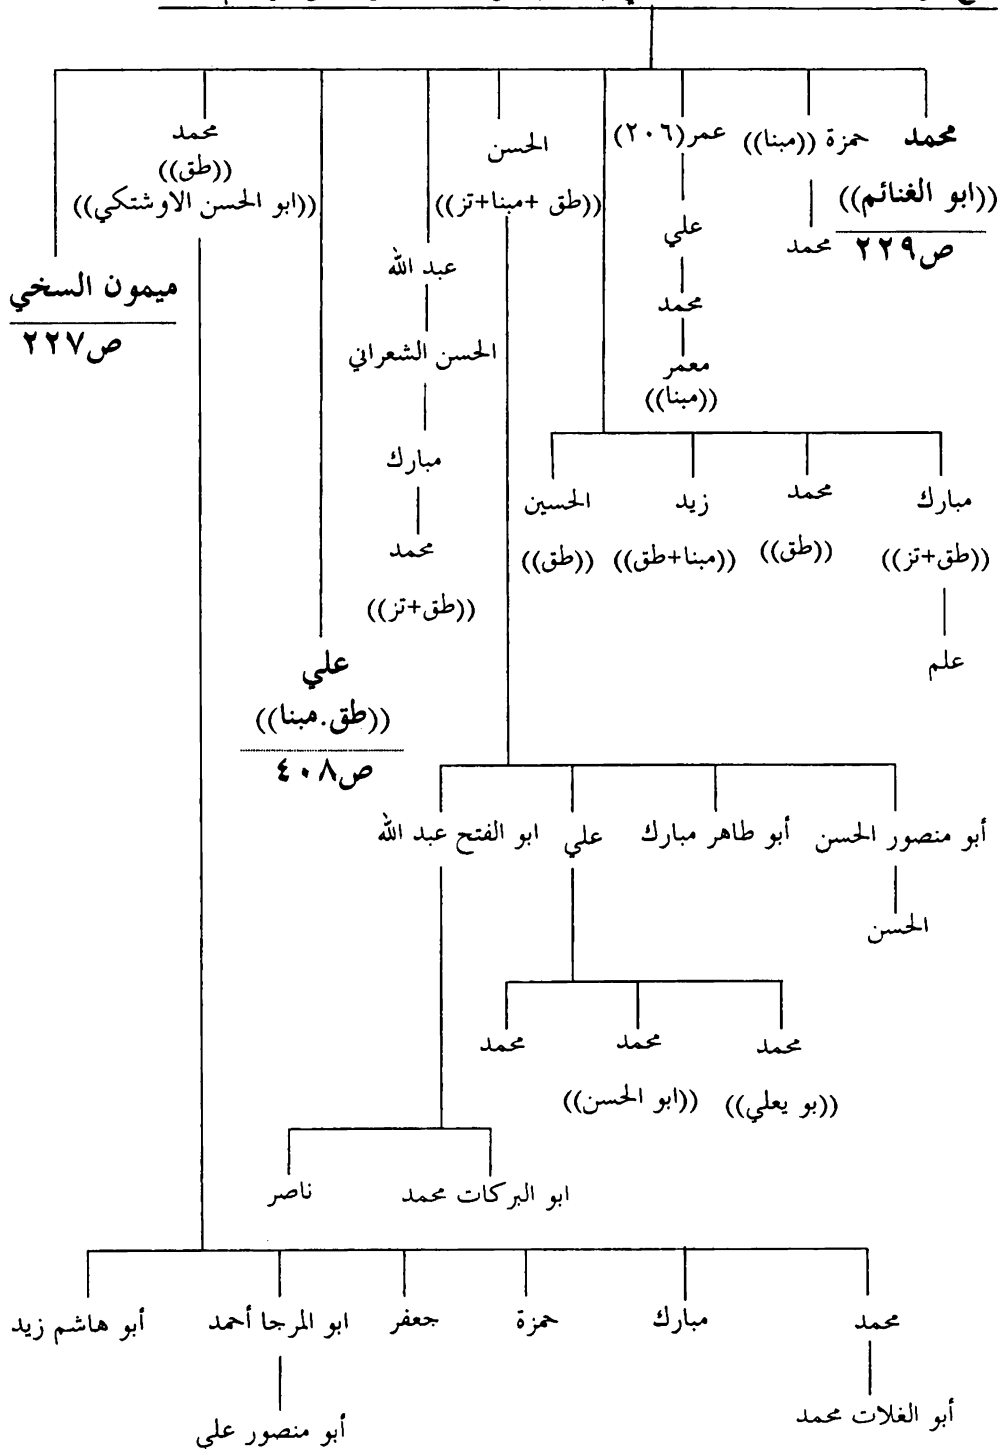 محمد
((ابو الغنائم))
ص٢٢٩
حمزة ((مبنا))
محمد
عمر(٢٠٦)
علي
محمد
معمر
((مبنا))
الحسن
((طق +مبنا+تز))
عبد الله
الحسن الشعراني
مبارك
محمد
((طق+تز))
علي
((طق.مبنا))
ص٤٠٨
محمد
((طق))
((ابو الحسن الاوشتكي))
ميمون السخي
ص٢٢٧
مبارك
((طق+تز))
علم
محمد
((طق))
زيد
((مبنا+طق))
الحسين
((طق))
أبو منصور الحسن
الحسن
أبو طاهر مبارك
علي
ابو الفتح عبد الله
محمد
((بو يعلي))
محمد
((ابو الحسن))
محمد
ابو البركات محمد
ناصر
محمد
أبو الغلات محمد
مبارك
حمزة
جعفر
ابو المرجا أحمد
أبو منصور علي
أبو هاشم زيد